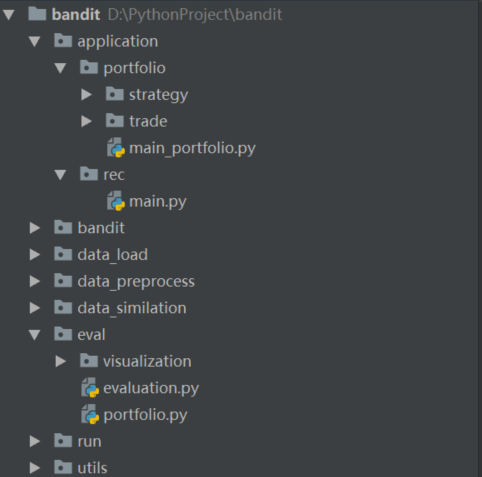 bandit D:\PythonProject\bandit
application
portfolio
strategy
trade
main_portfolio.py
rec
main.py
bandit
data_load
data_preprocess
data_similation
eval
visualization
evaluation.py
portfolio.py
run
utils